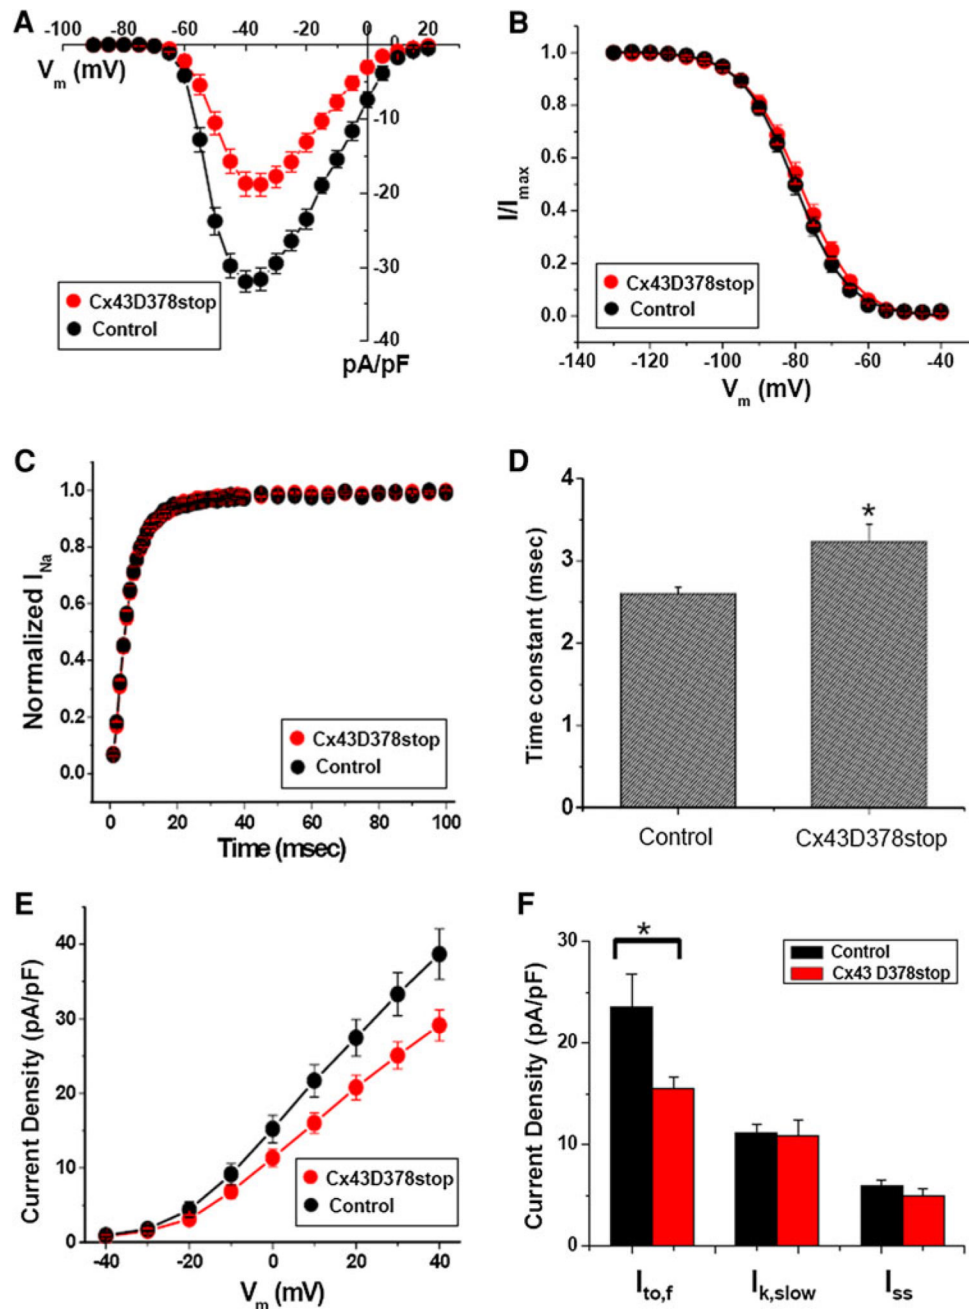 A
-100 -80 -60 -40 -20 0 20
Vm (mV)
-10
-20
-30
-40
pA/pF
Cx43D378stop
Control
B
1.0
0.8
0.6
0.4
0.2
0.0
I/Imax
Cx43D378stop
Control
-140 -120 -100 -80 -60 -40
Vm (mV)
C
1.0
0.8
0.6
0.4
0.2
0.0
Normalized INa
Cx43D378stop
Control
0 20 40 60 80 100
Time (msec)
D
4
3
2
1
0
Time constant (msec)
*
Control Cx43D378stop
E
40
30
20
10
0
Current Density (pA/pF)
Cx43D378stop
Control
-40 -20 0 20 40
Vm (mV)
F
30
20
10
0
Current Density (pA/pF)
*
Control
Cx43 D378stop
Ito,f Ik,slow Iss